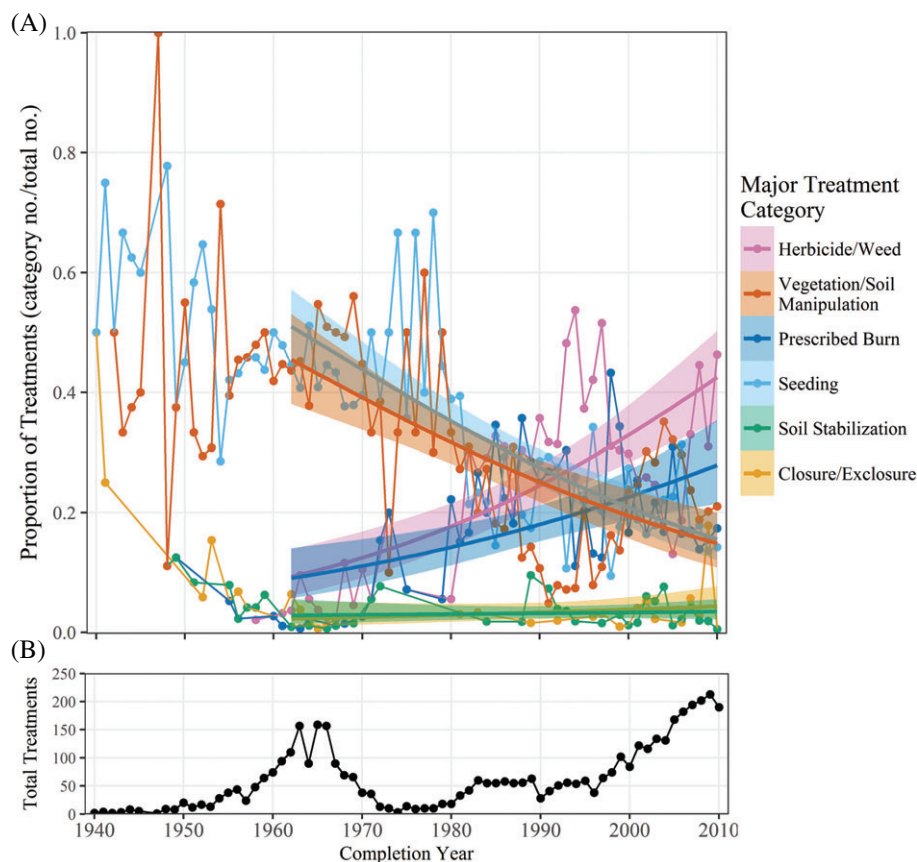 (A)
Proportion of Treatments (category no./total no.)
1.0
0.8
0.6
0.4
0.2
0.0
Major Treatment
Category
Herbicide/Weed
Vegetation/Soil
Manipulation
Prescribed Burn
Seeding
Soil Stabilization
Closure/Exclosure
(B)
Total Treatments
250
200
150
100
50
0
1940 1950 1960 1970 1980 1990 2000 2010
Completion Year